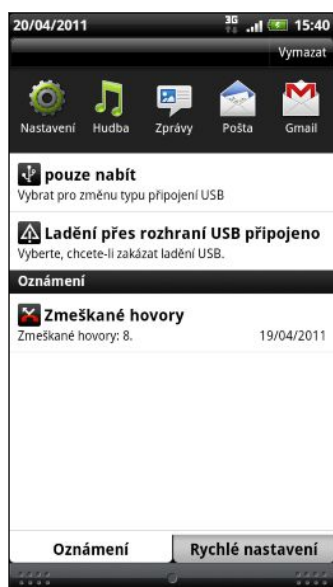 20/04/2011 3G 15:40
Vymazat
Nastavení Hudba Zprávy Pošta Gmail
pouze nabít
Vybrat pro změnu typu připojení USB
Ladění přes rozhraní USB připojeno
Vyberte, chcete-li zakázat ladění USB.
Oznámení
Zmeškané hovory
Zmeškané hovory: 8. 19/04/2011
Oznámení Rychlé nastavení